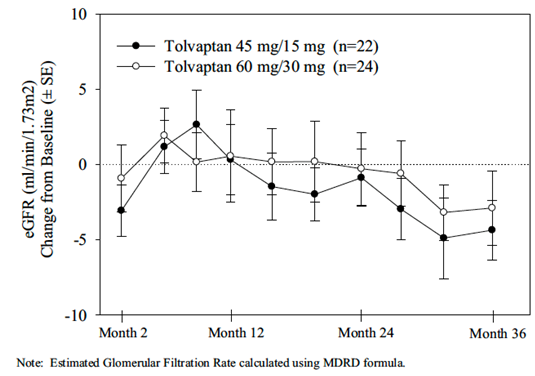 10
Tolvaptan 45 mg/15 mg (n=22)
Tolvaptan 60 mg/30 mg (n=24)
5
0
-5
-10
eGFR (ml/min/1.73m2)
Change from Baseline (± SE)
Month 2
Month 12
Month 24
Month 36
Note: Estimated Glomerular Filtration Rate calculated using MDRD formula.